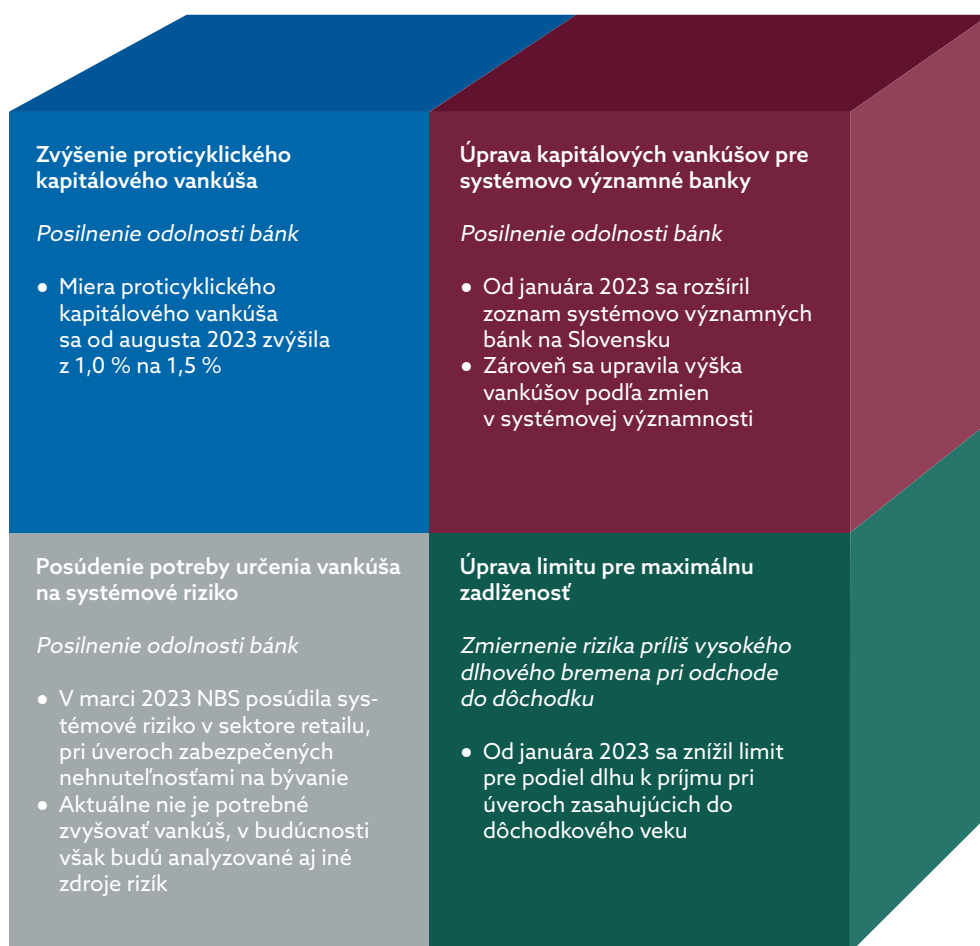 Zvýšenie proticyklického
kapitálového vankúša
Posilnenie odolnosti bánk
● Miera proticyklického
kapitálového vankúša
sa od augusta 2023 zvýšila
z 1,0 % na 1,5 %
Úprava kapitálových vankúšov pre
systémovo významné banky
Posilnenie odolnosti bánk
● Od januára 2023 sa rozšíril
zoznam systémovo významných
bánk na Slovensku
● Zároveň sa upravila výška
vankúšov podľa zmien
v systémovej významnosti
Posúdenie potreby určenia vankúša
na systémové riziko
Posilnenie odolnosti bánk
● V marci 2023 NBS posúdila sys-
témové riziko v sektore retailu,
pri úveroch zabezpečených
nehnuteľnosťami na bývanie
● Aktuálne nie je potrebné
zvyšovať vankúš, v budúcnosti
však budú analyzované aj iné
zdroje rizík
Úprava limitu pre maximálnu
zadlženosť
Zmiernenie rizika príliš vysokého
dlhového bremena pri odchode
do dôchodku
● Od januára 2023 sa znížil limit
pre podiel dlhu k príjmu pri
úveroch zasahujúcich do
dôchodkového veku